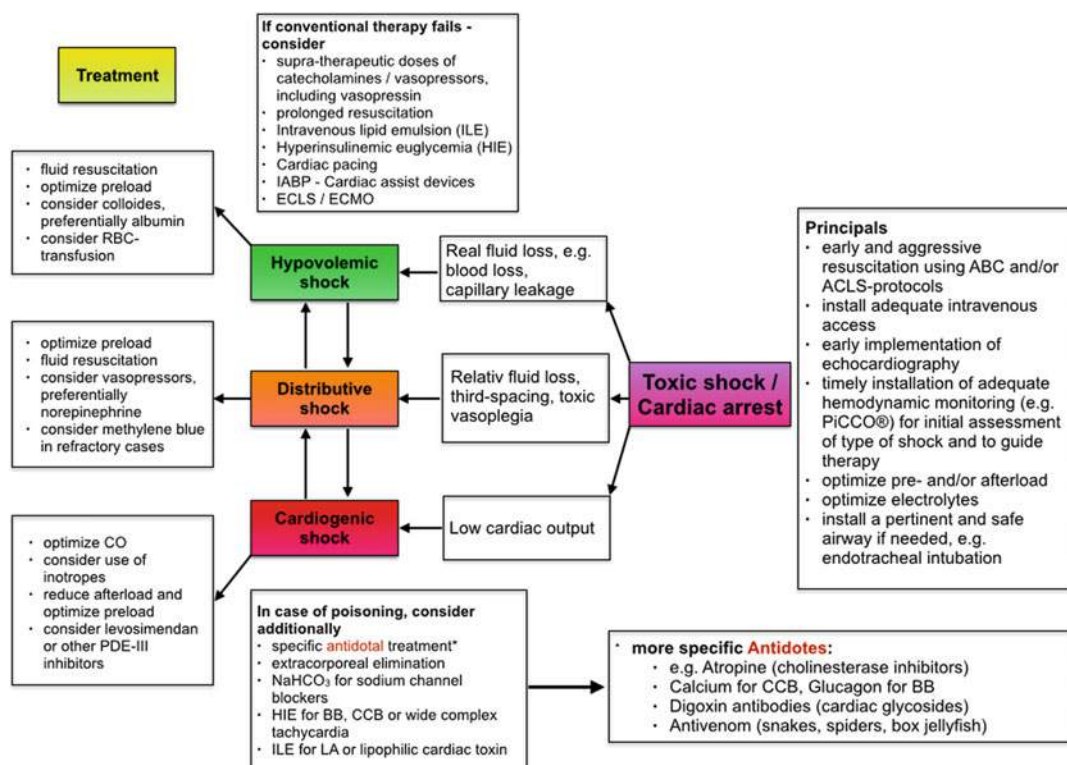 Treatment
If conventional therapy fails -
consider
· supra-therapeutic doses of
catecholamines / vasopressors,
including vasopressin
· prolonged resuscitation
· Intravenous lipid emulsion (ILE)
· Hyperinsulinemic euglycemia (HIE)
· Cardiac pacing
· IABP - Cardiac assist devices
· ECLS / ECMO
· fluid resuscitation
· optimize preload
· consider colloides,
preferentially albumin
· consider RBC-
transfusion
Hypovolemic
shock
Real fluid loss, e.g.
blood loss,
capillary leakage
· optimize preload
· fluid resuscitation
· consider vasopressors,
preferentially
norepinephrine
· consider methylene blue
in refractory cases
Distributive
shock
Relativ fluid loss,
third-spacing, toxic
vasoplegia
Toxic shock /
Cardiac arrest
Principals
· early and aggressive
resuscitation using ABC and/or
ACLS-protocols
· install adequate intravenous
access
· early implementation of
echocardiography
· timely installation of adequate
hemodynamic monitoring (e.g.
PiCCO®) for initial assessment
of type of shock and to guide
therapy
· optimize pre- and/or afterload
· optimize electrolytes
· install a pertinent and safe
airway if needed, e.g.
endotracheal intubation
· optimize CO
· consider use of
inotropes
· reduce afterload and
optimize preload
· consider levosimendan
or other PDE-III
inhibitors
Cardiogenic
shock
Low cardiac output
In case of poisoning, consider
additionally
· specific antidotal treatment*
· extracorporeal elimination
· NaHCO₃ for sodium channel
blockers
· HIE for BB, CCB or wide complex
tachycardia
· ILE for LA or lipophilic cardiac toxin
· more specific Antidotes:
· e.g. Atropine (cholinesterase inhibitors)
· Calcium for CCB, Glucagon for BB
· Digoxin antibodies (cardiac glycosides)
· Antivenom (snakes, spiders, box jellyfish)